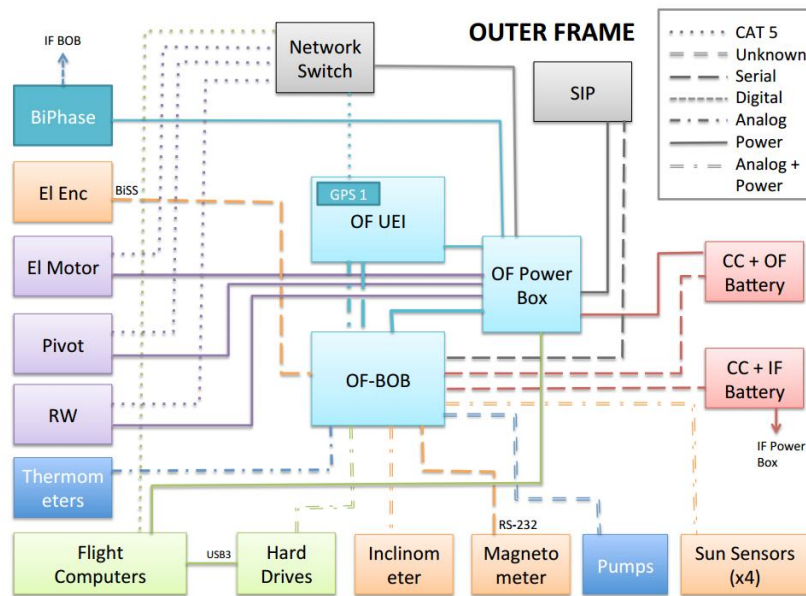 IF BOB
Network
Switch
OUTER FRAME
CAT 5
Unknown
Serial
Digital
Analog
Power
Analog +
Power
SIP
BiPhase
El Enc
BiSS
GPS 1
OF UEI
El Motor
OF Power
Box
CC + OF
Battery
Pivot
OF-BOB
CC + IF
Battery
RW
IF Power
Box
Thermom
eters
RS-232
Flight
Computers
USB3
Hard
Drives
Inclinom
eter
Magneto
meter
Pumps
Sun Sensors
(x4)